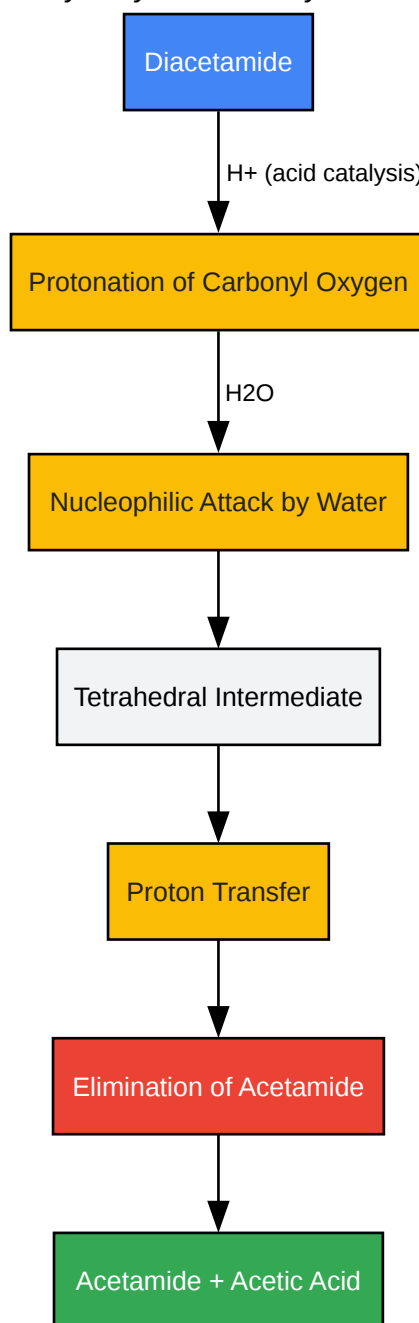 Diacetamide
H+ (acid catalysis)
Protonation of Carbonyl Oxygen
H2O
Nucleophilic Attack by Water
Tetrahedral Intermediate
Proton Transfer
Elimination of Acetamide
Acetamide + Acetic Acid